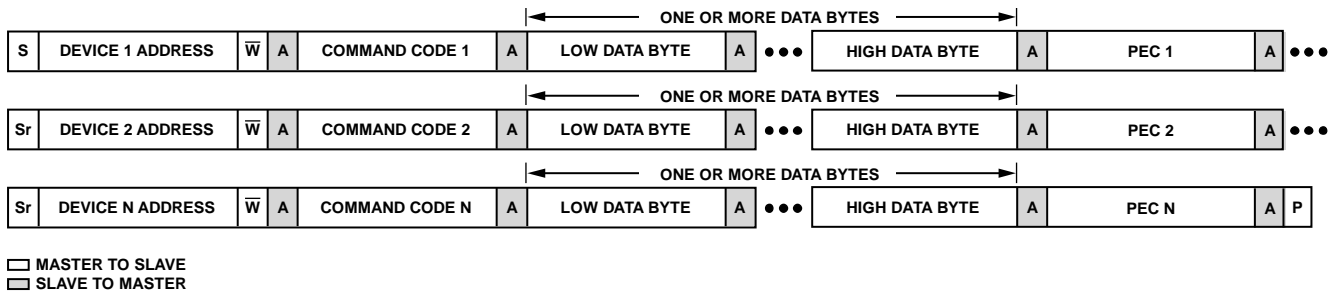 ONE OR MORE DATA BYTES
S DEVICE 1 ADDRESS W̅ A COMMAND CODE 1 A LOW DATA BYTE A ••• HIGH DATA BYTE A PEC 1 A •••
ONE OR MORE DATA BYTES
Sr DEVICE 2 ADDRESS W̅ A COMMAND CODE 2 A LOW DATA BYTE A ••• HIGH DATA BYTE A PEC 2 A •••
ONE OR MORE DATA BYTES
Sr DEVICE N ADDRESS W̅ A COMMAND CODE N A LOW DATA BYTE A ••• HIGH DATA BYTE A PEC N A P
MASTER TO SLAVE
SLAVE TO MASTER